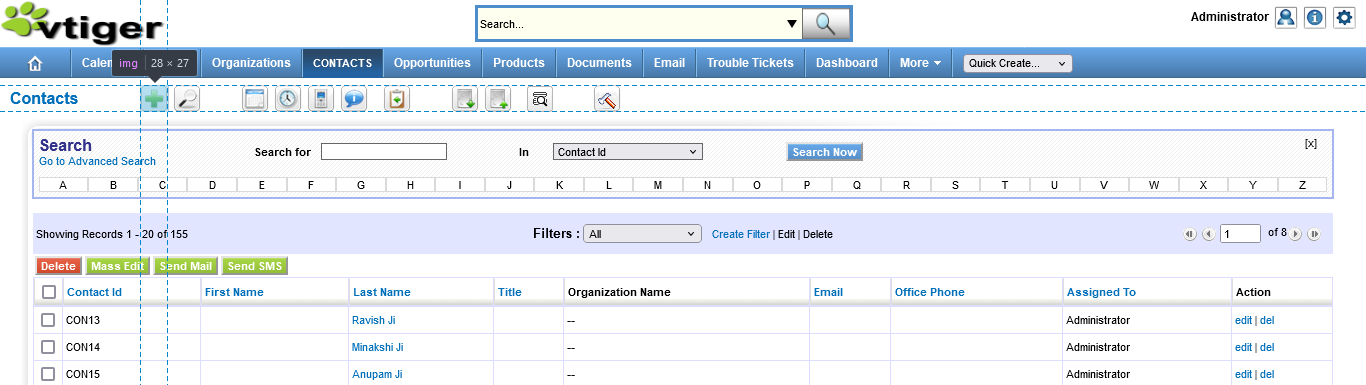 vtiger
Search...
Administrator
Calen
img 28 × 27
Organizations
CONTACTS
Opportunities
Products
Documents
Email
Trouble Tickets
Dashboard
More
Quick Create...
Contacts
Search
Go to Advanced Search
Search for
In
Contact Id
Search Now
[x]
A B C D E F G H I J K L M N O P Q R S T U V W X Y Z
Showing Records 1 - 20 of 155
Filters : All
Create Filter | Edit | Delete
1 of 8
Delete Mass Edit Send Mail Send SMS
Contact Id First Name Last Name Title Organization Name Email Office Phone Assigned To Action
CON13 Ravish Ji -- Administrator edit | del
CON14 Minakshi Ji -- Administrator edit | del
CON15 Anupam Ji -- Administrator edit | del